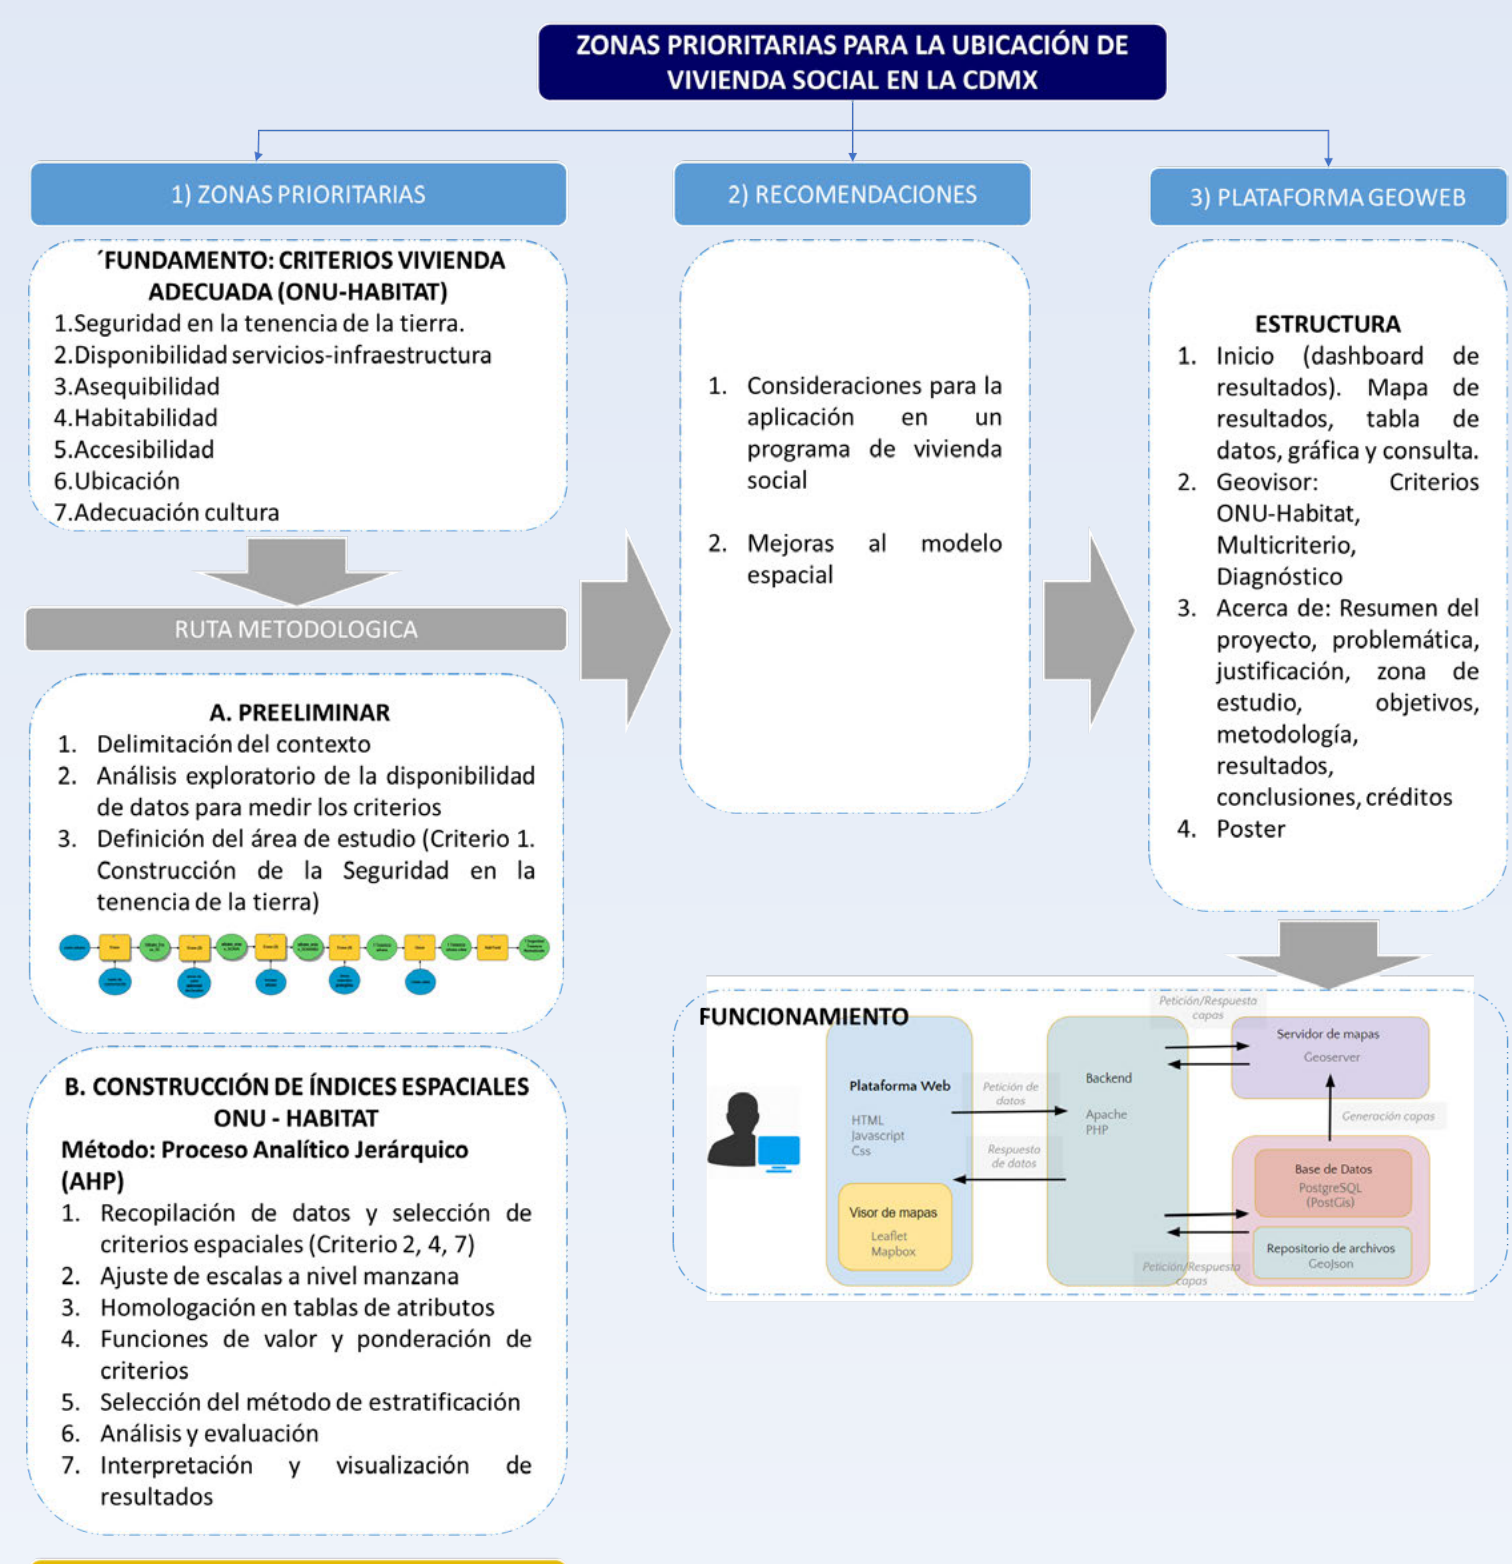 ZONAS PRIORITARIAS PARA LA UBICACIÓN DE
VIVIENDA SOCIAL EN LA CDMX
1) ZONAS PRIORITARIAS
´FUNDAMENTO: CRITERIOS VIVIENDA
ADECUADA (ONU-HABITAT)
1.Seguridad en la tenencia de la tierra.
2.Disponibilidad servicios-infraestructura
3.Asequibilidad
4.Habitabilidad
5.Accesibilidad
6.Ubicación
7.Adecuación cultura
RUTA METODOLOGICA
A. PREELIMINAR
1. Delimitación del contexto
2. Análisis exploratorio de la disponibilidad
de datos para medir los criterios
3. Definición del área de estudio (Criterio 1.
Construcción de la Seguridad en la
tenencia de la tierra)
B. CONSTRUCCIÓN DE ÍNDICES ESPACIALES
ONU - HABITAT
Método: Proceso Analítico Jerárquico
(AHP)
1. Recopilación de datos y selección de
criterios espaciales (Criterio 2, 4, 7)
2. Ajuste de escalas a nivel manzana
3. Homologación en tablas de atributos
4. Funciones de valor y ponderación de
criterios
5. Selección del método de estratificación
6. Análisis y evaluación
7. Interpretación y visualización de
resultados
2) RECOMENDACIONES
1. Consideraciones para la
aplicación en un
programa de vivienda
social
2. Mejoras al modelo
espacial
3) PLATAFORMA GEOWEB
ESTRUCTURA
1. Inicio (dashboard de
resultados). Mapa de
resultados, tabla de
datos, gráfica y consulta.
2. Geovisor: Criterios
ONU-Habitat,
Multicriterio,
Diagnóstico
3. Acerca de: Resumen del
proyecto, problemática,
justificación, zona de
estudio, objetivos,
metodología,
resultados,
conclusiones, créditos
4. Poster
FUNCIONAMIENTO
Plataforma Web
HTML
Javascript
Css
Visor de mapas
Leaflet
Mapbox
Petición de
datos
Respuesta
de datos
Backend
Apache
PHP
Petición/Respuesta
capas
Servidor de mapas
Geoserver
Generación capas
Base de Datos
PostgreSQL
(PostGis)
Repositorio de archivos
GeoJson
Petición/Respuesta
capas